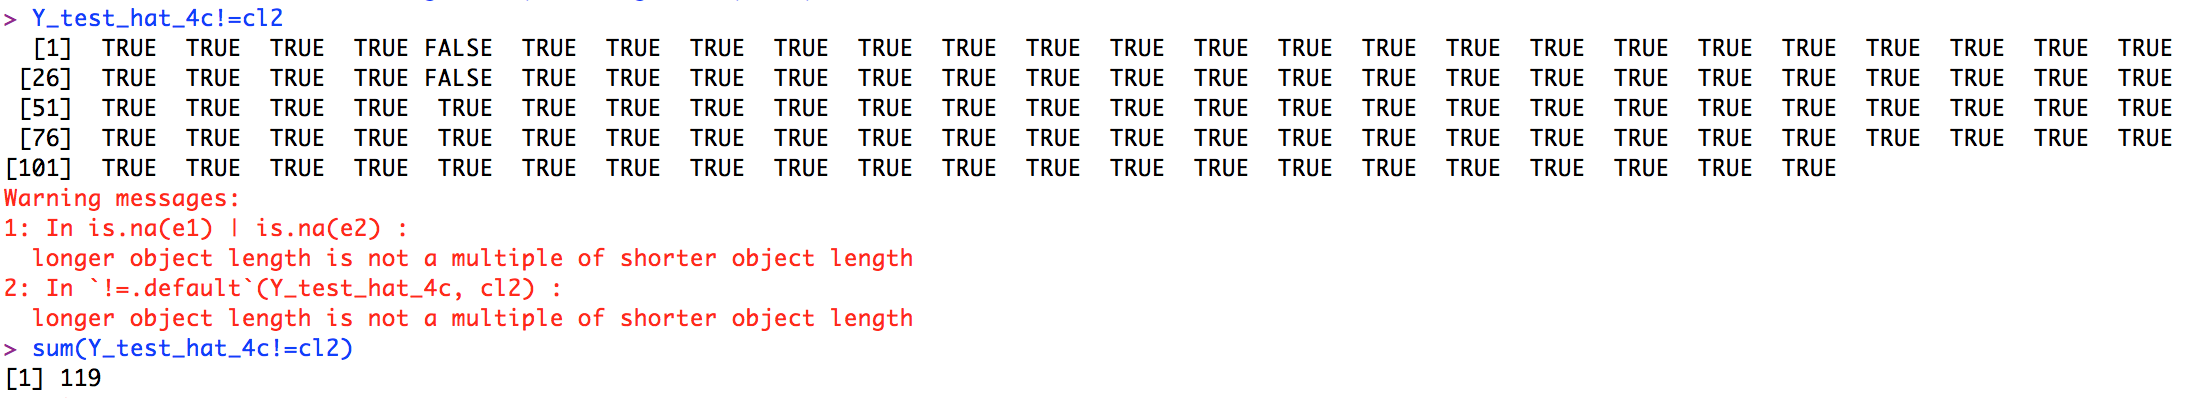 > Y_test_hat_4c!=cl2
[1] TRUE TRUE TRUE TRUE FALSE TRUE TRUE TRUE TRUE TRUE TRUE TRUE TRUE TRUE TRUE TRUE TRUE TRUE TRUE TRUE TRUE TRUE TRUE TRUE TRUE
[26] TRUE TRUE TRUE TRUE FALSE TRUE TRUE TRUE TRUE TRUE TRUE TRUE TRUE TRUE TRUE TRUE TRUE TRUE TRUE TRUE TRUE TRUE TRUE TRUE TRUE
[51] TRUE TRUE TRUE TRUE TRUE TRUE TRUE TRUE TRUE TRUE TRUE TRUE TRUE TRUE TRUE TRUE TRUE TRUE TRUE TRUE TRUE TRUE TRUE TRUE TRUE
[76] TRUE TRUE TRUE TRUE TRUE TRUE TRUE TRUE TRUE TRUE TRUE TRUE TRUE TRUE TRUE TRUE TRUE TRUE TRUE TRUE TRUE TRUE TRUE TRUE TRUE
[101] TRUE TRUE TRUE TRUE TRUE TRUE TRUE TRUE TRUE TRUE TRUE TRUE TRUE TRUE TRUE TRUE TRUE TRUE TRUE TRUE TRUE
Warning messages:
1: In is.na(e1) | is.na(e2) :
longer object length is not a multiple of shorter object length
2: In `!=.default`(Y_test_hat_4c, cl2) :
longer object length is not a multiple of shorter object length
> sum(Y_test_hat_4c!=cl2)
[1] 119